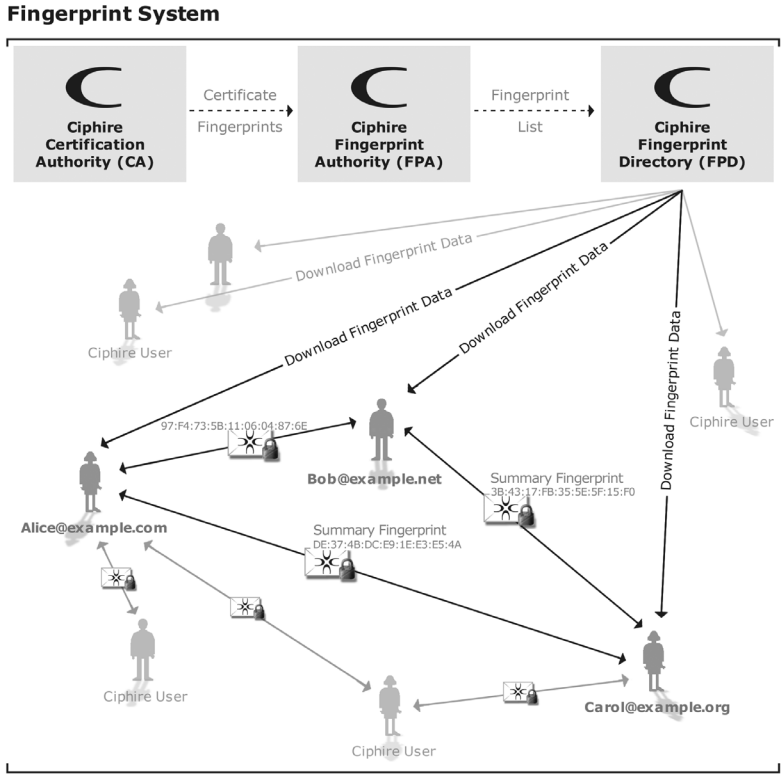 Fingerprint System
Ciphire
Certification
Authority (CA)
Certificate
Fingerprints
Ciphire
Fingerprint
Authority (FPA)
Fingerprint
List
Ciphire
Fingerprint
Directory (FPD)
Download Fingerprint Data
Ciphire User
Download Fingerprint Data
Download Fingerprint Data
Download Fingerprint Data
Ciphire User
97:F4:73:5B:11:06:04:87:6E
Bob@example.net
Summary Fingerprint
3B:43:17:FB:35:5E:5F:15:F0
Alice@example.com
Summary Fingerprint
DE:37:4B:DC:E9:1E:E3:E5:4A
Ciphire User
Carol@example.org
Ciphire User